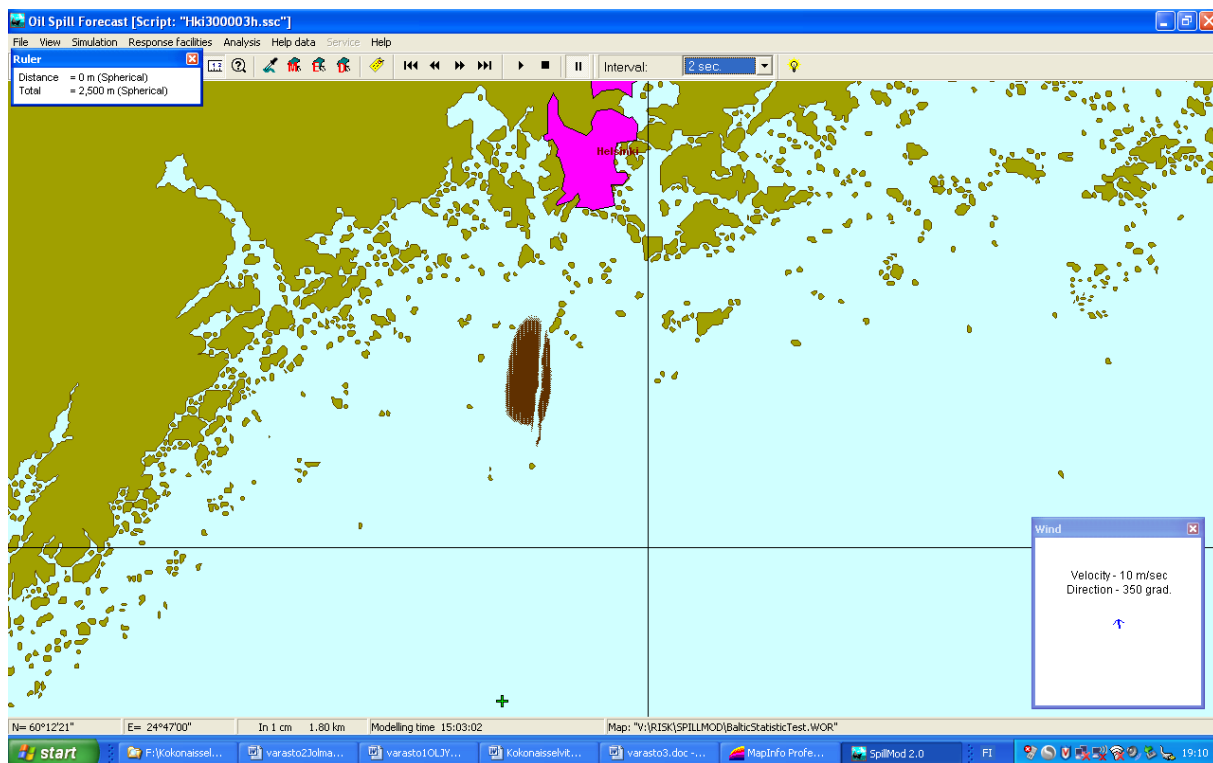 Oil Spill Forecast [Script: "Hki300003h.ssc"]
File View Simulation Response facilities Analysis Help data Service Help
Ruler
Distance = 0 m (Spherical)
Total = 2,500 m (Spherical)
Interval: 2 sec.
Helsinki
Wind
Velocity - 10 m/sec
Direction - 350 grad.
N= 60°12'21" E= 24°47'00" In 1 cm 1.80 km Modelling time 15:03:02 Map: "V:\RISK\SPILLMOD\BalticStatisticTest.WOR"
start F:\Kokonaissel... varasto2Jolma... varasto1OLJY... Kokonaisselvit... varasto3.doc -... MapInfo Profe... SpillMod 2.0 FI 19:10